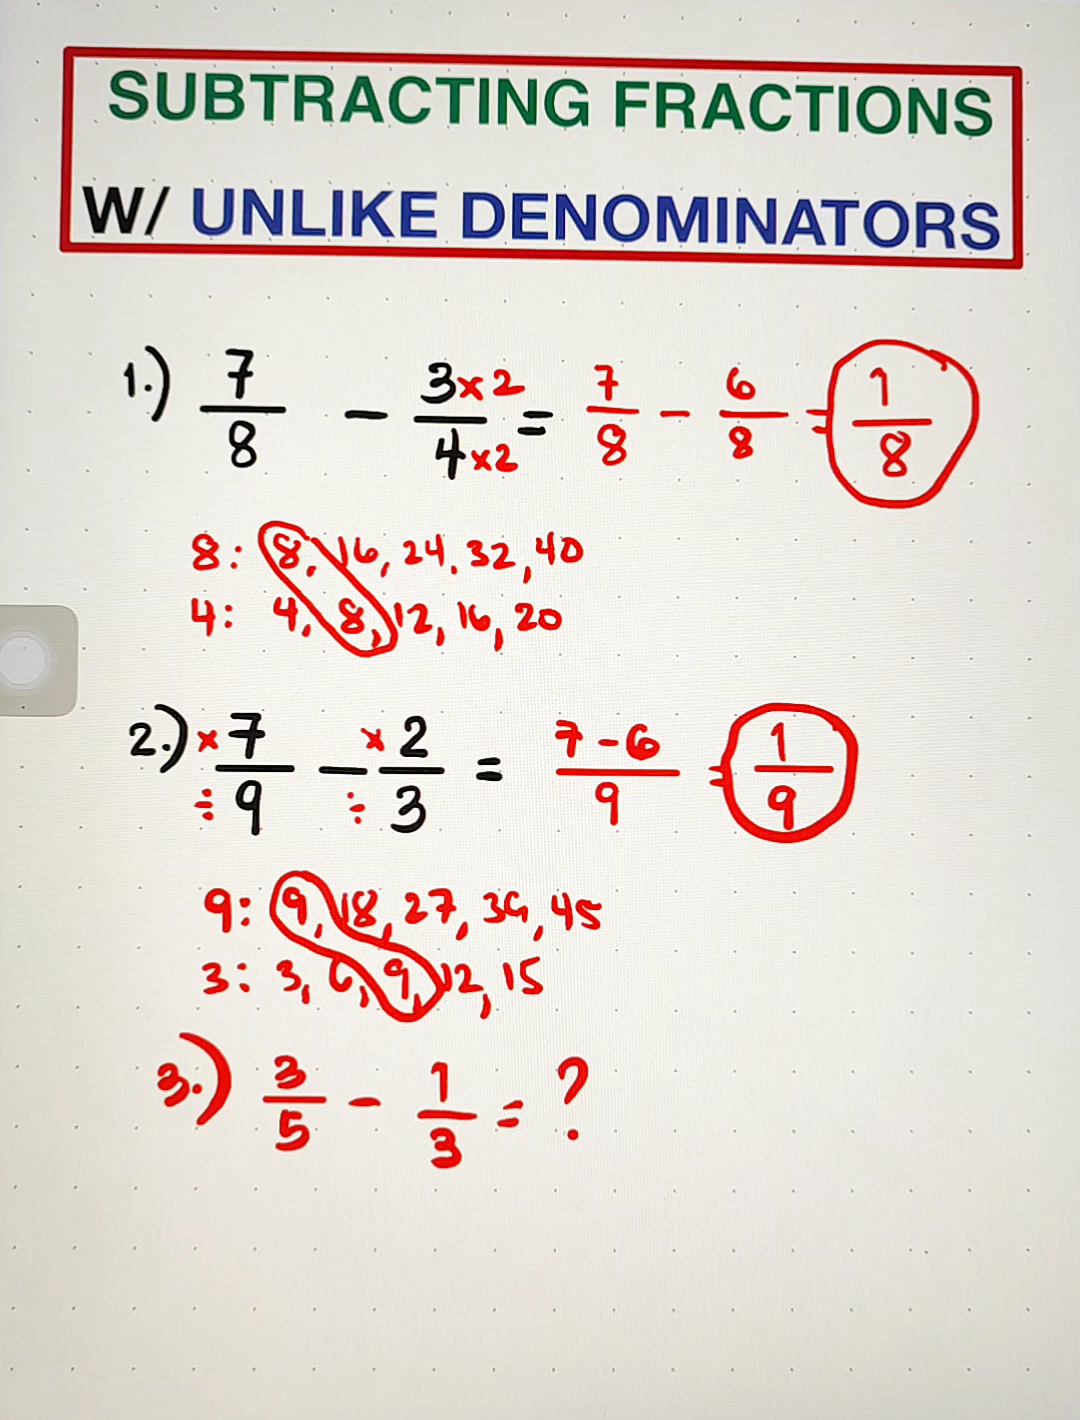 SUBTRACTING FRACTIONS
W/ UNLIKE DENOMINATORS
1.) 7/8 - 3×2/4×2 = 7/8 - 6/8 = 1/8
8: 8, 16, 24, 32, 40
4: 4, 8, 12, 16, 20
2.) ×7/÷9 - ×2/÷3 = 7-6/9 = 1/9
9: 9, 18, 27, 36, 45
3: 3, 6, 9, 12, 15
3.) 3/5 - 1/3 = ?